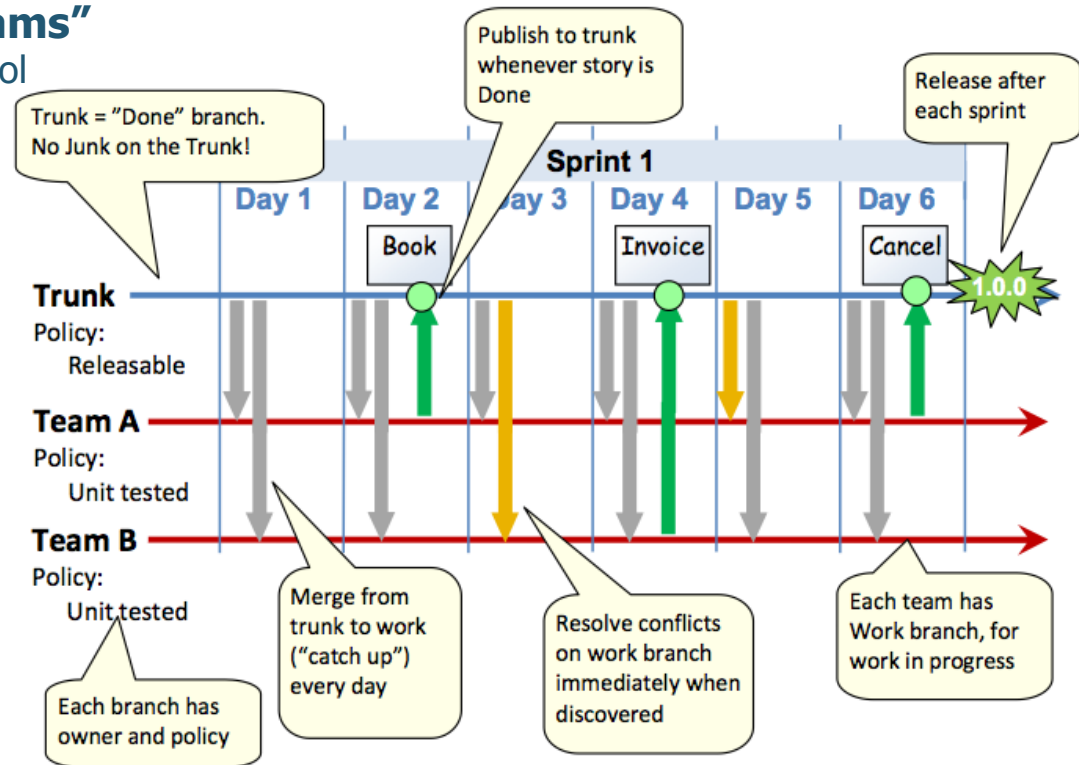 ams”
ol
Publish to trunk
whenever story is
Done
Release after
each sprint
Trunk = ”Done” branch.
No Junk on the Trunk!
Sprint 1
Day 1
Day 2
ay 3
Day 4
Day 5
Day 6
Book
Invoice
Cancel
1.0.0
Trunk
Policy:
Releasable
Team A
Policy:
Unit tested
Team B
Policy:
Unit tested
Merge from
trunk to work
(“catch up”)
every day
Resolve conflicts
on work branch
immediately when
discovered
Each team has
Work branch, for
work in progress
Each branch has
owner and policy